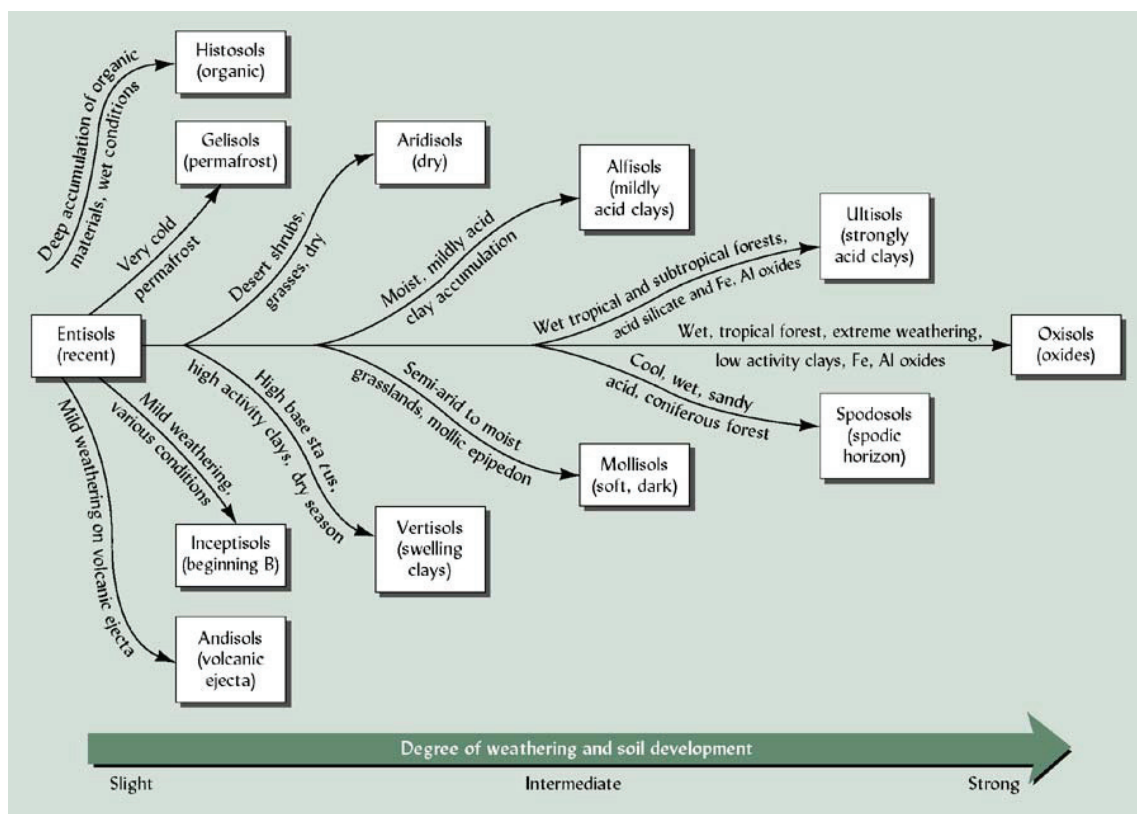 Histosols
(organic)
Deep accumulation of organic
materials, wet conditions
Gelisols
(permafrost)
Very cold
permafrost
Aridisols
(dry)
Desert shrubs,
grasses, dry
Alfisols
(mildly
acid clays)
Moist, mildly acid
clay accumulation
Ultisols
(strongly
acid clays)
Wet tropical and subtropical forests,
acid silicate and Fe, Al oxides
Entisols
(recent)
Wet, tropical forest, extreme weathering,
low activity clays, Fe, Al oxides
Oxisols
(oxides)
Cool, wet, sandy
acid, coniferous forest
Spodosols
(spodic
horizon)
Semi-arid to moist
grasslands, mollic epipedon
Mollisols
(soft, dark)
High base status,
high activity clays, dry season
Vertisols
(swelling
clays)
Mild weathering,
various conditions
Inceptisols
(beginning B)
Mild weathering on volcanic ejecta
Andisols
(volcanic
ejecta)
Degree of weathering and soil development
Slight
Intermediate
Strong